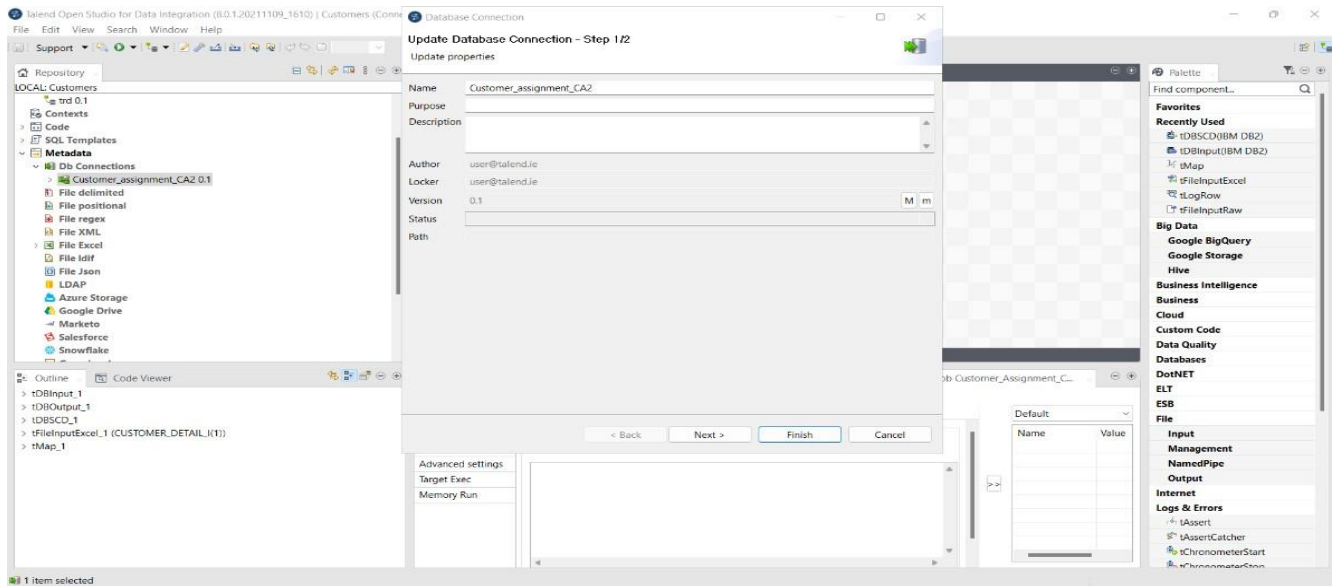 Talend Open Studio for Data Integration (8.0.1.20211109_1610) | Customers (Conne
File Edit View Search Window Help
Support
Repository
LOCAL: Customers
trd 0.1
Contexts
Code
SQL Templates
Metadata
Db Connections
Customer_assignment_CA2 0.1
File delimited
File positional
File regex
File XML
File Excel
File ldif
File Json
LDAP
Azure Storage
Google Drive
Marketo
Salesforce
Snowflake
Outline
Code Viewer
tDBInput_1
tDBOutput_1
tDBSCD_1
tFileInputExcel_1 (CUSTOMER_DETAIL_I(1))
tMap_1
1 item selected
Database Connection
Update Database Connection - Step 1/2
Update properties
Name Customer_assignment_CA2
Purpose
Description
Author user@talend.ie
Locker user@talend.ie
Version 0.1 M m
Status
Path
< Back Next > Finish Cancel
Advanced settings
Target Exec
Memory Run
ob Customer_Assignment_C...
Default
Name Value
>>
Palette
Find component...
Favorites
Recently Used
tDBSCD(IBM DB2)
tDBInput(IBM DB2)
tMap
tFileInputExcel
tLogRow
tFileInputRaw
Big Data
Google BigQuery
Google Storage
Hive
Business Intelligence
Business
Cloud
Custom Code
Data Quality
Databases
DotNET
ELT
ESB
File
Input
Management
NamedPipe
Output
Internet
Logs & Errors
tAssert
tAssertCatcher
tChronometerStart
tChronometerStop